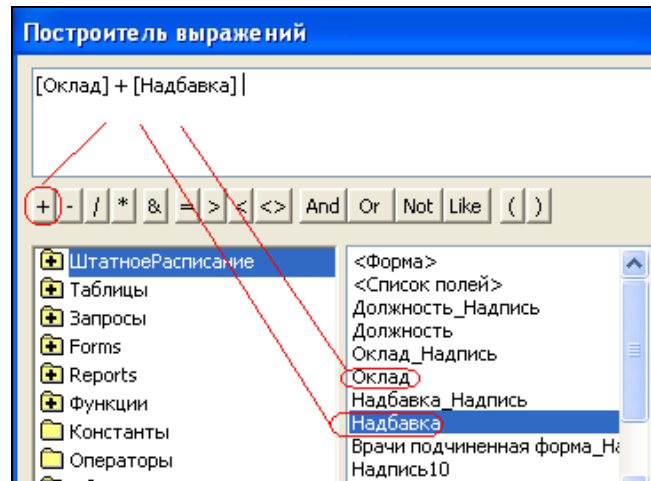 Построитель выражений
[Оклад] + [Надбавка]
+ - / * & = > < <> And Or Not Like ( )
ШтатноеРасписание
Таблицы
Запросы
Forms
Reports
Функции
Константы
Операторы
<Форма>
<Список полей>
Должность_Надпись
Должность
Оклад_Надпись
Оклад
Надбавка_Надпись
Надбавка
Врачи подчиненная форма_На
Надпись10